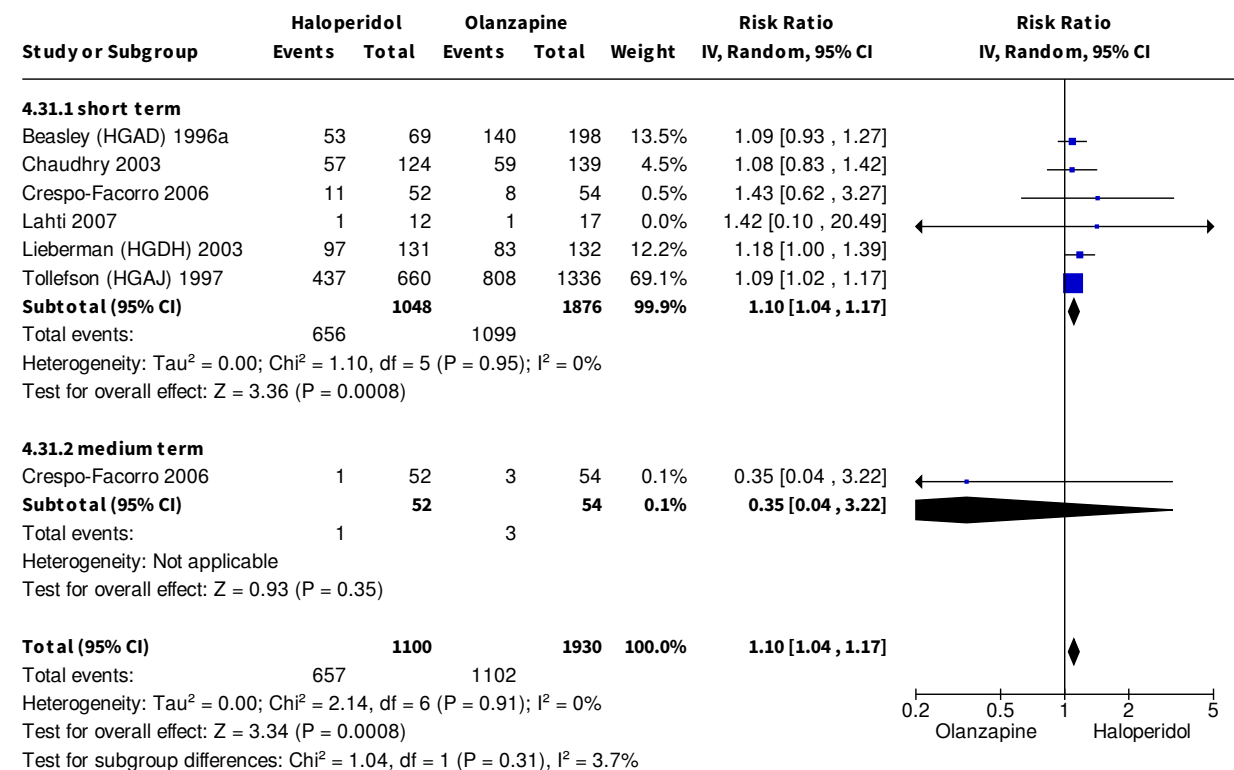 Haloperidol Olanzapine Risk Ratio Risk Ratio
Study or Subgroup Events Total Events Total Weight IV, Random, 95% CI IV, Random, 95% CI
4.31.1 short term
Beasley (HGAD) 1996a 53 69 140 198 13.5% 1.09 [0.93 , 1.27]
Chaudhry 2003 57 124 59 139 4.5% 1.08 [0.83 , 1.42]
Crespo-Facorro 2006 11 52 8 54 0.5% 1.43 [0.62 , 3.27]
Lahti 2007 1 12 1 17 0.0% 1.42 [0.10 , 20.49]
Lieberman (HGDH) 2003 97 131 83 132 12.2% 1.18 [1.00 , 1.39]
Tollefson (HGAJ) 1997 437 660 808 1336 69.1% 1.09 [1.02 , 1.17]
Subtotal (95% CI) 1048 1876 99.9% 1.10 [1.04 , 1.17]
Total events: 656 1099
Heterogeneity: Tau² = 0.00; Chi² = 1.10, df = 5 (P = 0.95); I² = 0%
Test for overall effect: Z = 3.36 (P = 0.0008)
4.31.2 medium term
Crespo-Facorro 2006 1 52 3 54 0.1% 0.35 [0.04 , 3.22]
Subtotal (95% CI) 52 54 0.1% 0.35 [0.04 , 3.22]
Total events: 1 3
Heterogeneity: Not applicable
Test for overall effect: Z = 0.93 (P = 0.35)
Total (95% CI) 1100 1930 100.0% 1.10 [1.04 , 1.17]
Total events: 657 1102
Heterogeneity: Tau² = 0.00; Chi² = 2.14, df = 6 (P = 0.91); I² = 0%
0.2 0.5 1 2 5
Test for overall effect: Z = 3.34 (P = 0.0008)
Olanzapine Haloperidol
Test for subgroup differences: Chi² = 1.04, df = 1 (P = 0.31), I² = 3.7%